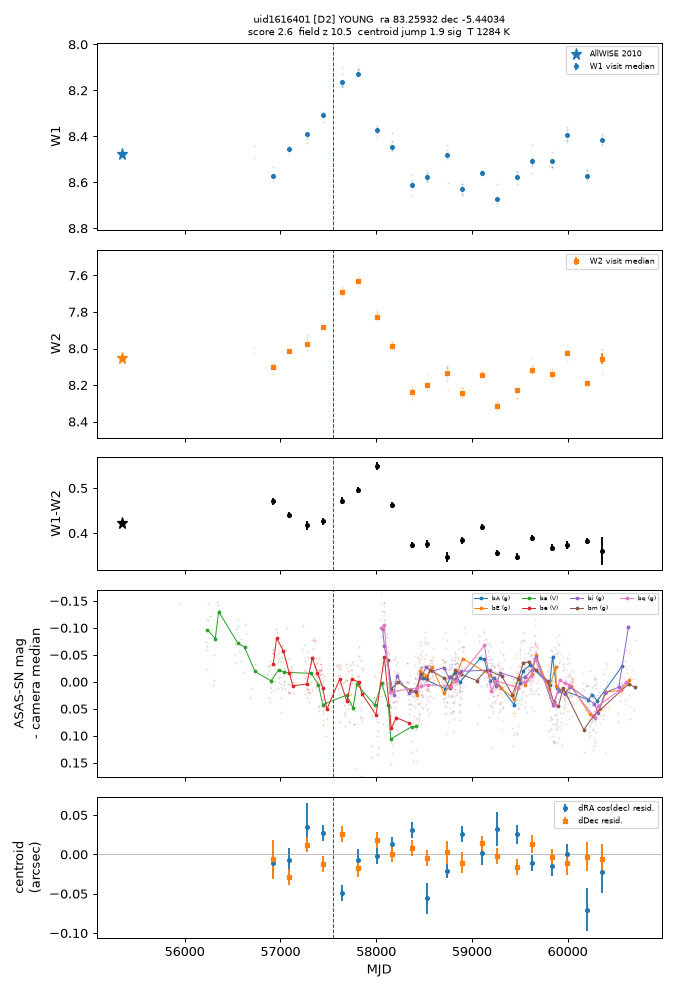 uid1616401 [D2] YOUNG  ra 83.25932 dec -5.44034
score 2.6  field z 10.5  centroid jump 1.9 sig  T 1284 K
8.0
8.2
8.4
8.6
8.8
W1
AllWISE 2010
W1 visit median
7.6
7.8
8.0
8.2
8.4
W2
W2 visit median
0.5
0.4
W1-W2
−0.15
−0.10
−0.05
0.00
0.05
0.10
0.15
ASAS-SN mag
- camera median
bA (g)
bE (g)
ba (V)
be (V)
bi (g)
bm (g)
bq (g)
0.05
0.00
−0.05
−0.10
centroid
(arcsec)
dRA cos(dec) resid.
dDec resid.
56000
57000
58000
59000
60000
MJD